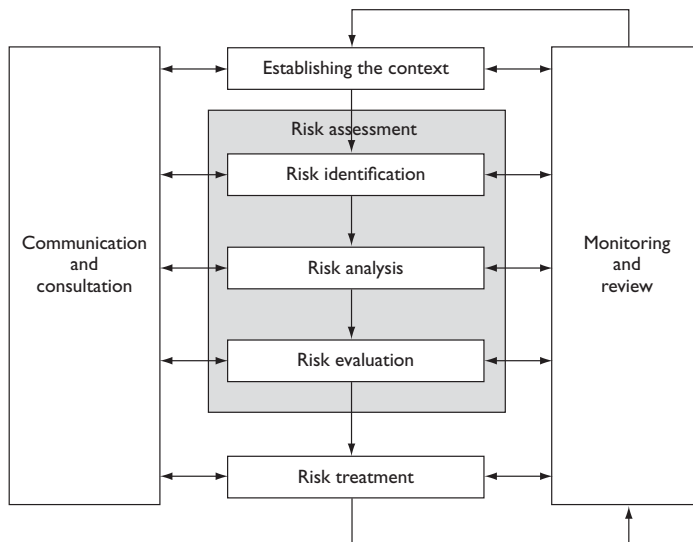 Establishing the context
Risk assessment
Risk identification
Communication
and
consultation
Risk analysis
Monitoring
and
review
Risk evaluation
Risk treatment